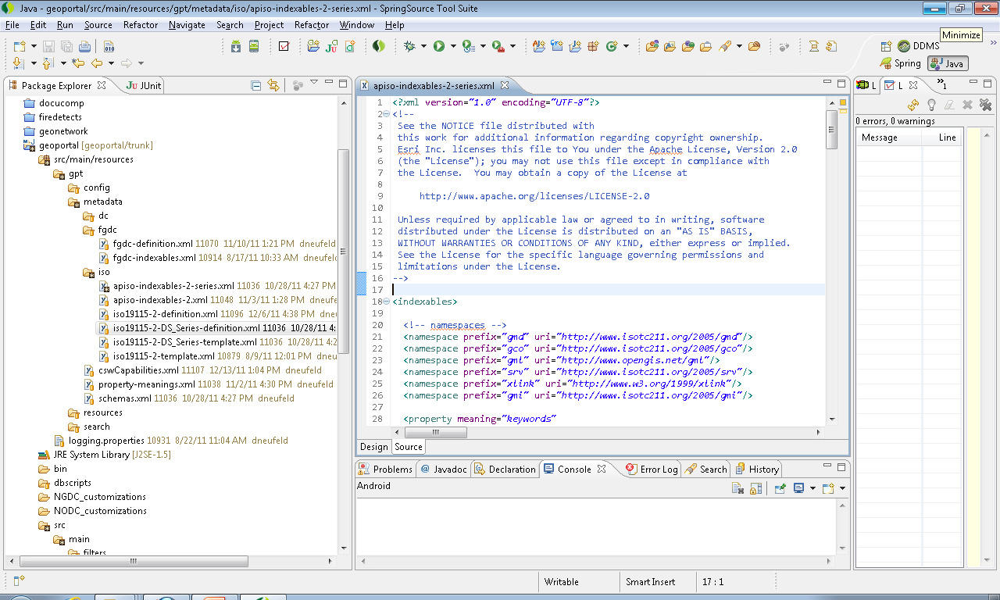 Java - geoportal/src/main/resources/gpt/metadata/iso/apiso-indexables-2-series.xml - SpringSource Tool Suite
File Edit Run Source Refactor Navigate Search Project Refactor Window Help
Minimize
DDMS
Spring Java
Package Explorer JUnit
docucomp
firedetects
geonetwork
geoportal [geoportal/trunk]
src/main/resources
gpt
config
metadata
dc
fgdc
fgdc-definition.xml 11070 11/10/11 1:21 PM dneufeld
fgdc-indexables.xml 10914 8/17/11 10:33 AM dneufeld
iso
apiso-indexables-2-series.xml 11036 10/28/11 4:27 PM
apiso-indexables-2.xml 11048 11/3/11 1:28 PM dneufeld
iso19115-2-definition.xml 11096 12/6/11 4:38 PM dneufeld
iso19115-2-DS_Series-definition.xml 11036 10/28/11 4:
iso19115-2-DS_Series-template.xml 11036 10/28/11 4:2
iso19115-2-template.xml 10879 8/9/11 12:01 PM dneufeld
cswCapabilities.xml 11107 12/13/11 1:04 PM dneufeld
property-meanings.xml 11038 11/2/11 4:30 PM dneufeld
schemas.xml 11036 10/28/11 4:27 PM dneufeld
resources
search
logging.properties 10931 8/22/11 11:04 AM dneufeld
JRE System Library [J2SE-1.5]
bin
dbscripts
NGDC_customizations
NODC_customizations
src
main
filters
apiso-indexables-2-series.xml
1 <?xml version="1.0" encoding="UTF-8"?>
2 <!--
3 See the NOTICE file distributed with
4 this work for additional information regarding copyright ownership.
5 Esri Inc. licenses this file to You under the Apache License, Version 2.0
6 (the "License"); you may not use this file except in compliance with
7 the License.  You may obtain a copy of the License at
8
9 http://www.apache.org/licenses/LICENSE-2.0
10
11 Unless required by applicable law or agreed to in writing, software
12 distributed under the License is distributed on an "AS IS" BASIS,
13 WITHOUT WARRANTIES OR CONDITIONS OF ANY KIND, either express or implied.
14 See the License for the specific language governing permissions and
15 limitations under the License.
16 -->
17
18 <indexables>
19
20 <!-- namespaces -->
21 <namespace prefix="gmd" uri="http://www.isotc211.org/2005/gmd"/>
22 <namespace prefix="gco" uri="http://www.isotc211.org/2005/gco"/>
23 <namespace prefix="gml" uri="http://www.opengis.net/gml"/>
24 <namespace prefix="srv" uri="http://www.isotc211.org/2005/srv"/>
25 <namespace prefix="xlink" uri="http://www.w3.org/1999/xlink"/>
26 <namespace prefix="gmi" uri="http://www.isotc211.org/2005/gmi"/>
27
28 <property meaning="keywords"
Design Source
Problems @ Javadoc Declaration Console Error Log Search History
Android
L L »1
0 errors, 0 warnings
Message Line
Writable Smart Insert 17 : 1